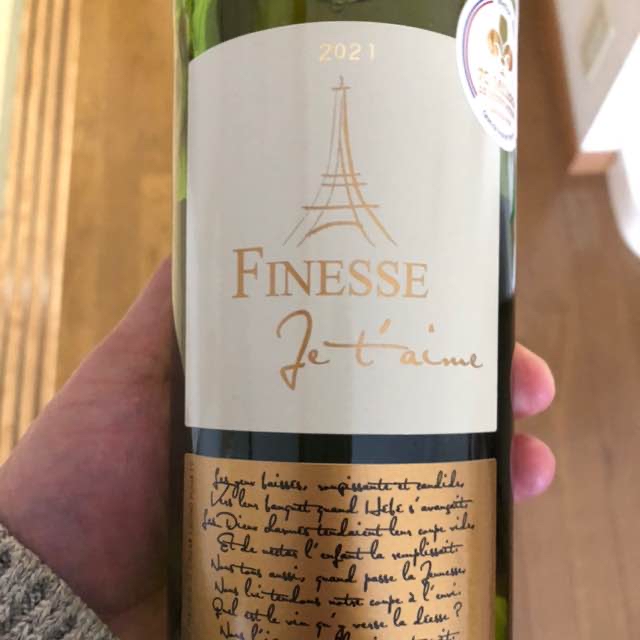 2021
FINESSE
Je t'aime
Les yeux baissés, rougissante et candide,
Vers leur banquet quand Hébé s'avançait,
Les Dieux charmés tendaient leur coupe vide,
Et de nectar l'enfant la remplissait.
Nous tous aussi, quand passe la Jeunesse,
Nous lui tendons notre coupe à l'envi.
Quel est le vin qu'y verse la déesse ?